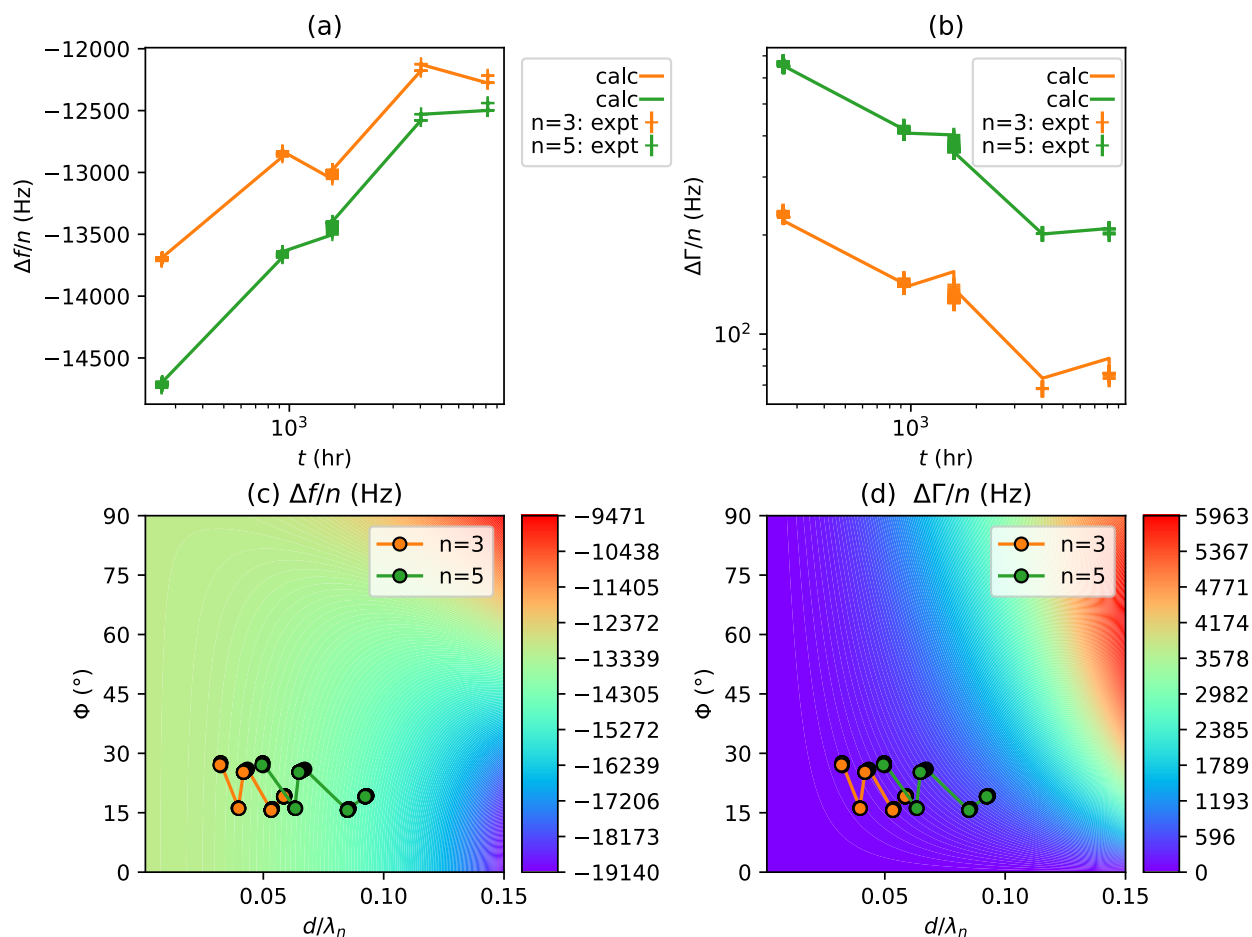 (a)
Δf/n (Hz)
−12000
−12500
−13000
−13500
−14000
−14500
10³
t (hr)
calc
calc
n=3: expt
n=5: expt
(b)
ΔΓ/n (Hz)
10²
10³
t (hr)
calc
calc
n=3: expt
n=5: expt
(c) Δf/n (Hz)
Φ (°)
90
75
60
45
30
15
0
0.05
0.10
0.15
d/λₙ
n=3
n=5
−9471
−10438
−11405
−12372
−13339
−14305
−15272
−16239
−17206
−18173
−19140
(d) ΔΓ/n (Hz)
Φ (°)
90
75
60
45
30
15
0
0.05
0.10
0.15
d/λₙ
n=3
n=5
5963
5367
4771
4174
3578
2982
2385
1789
1193
596
0